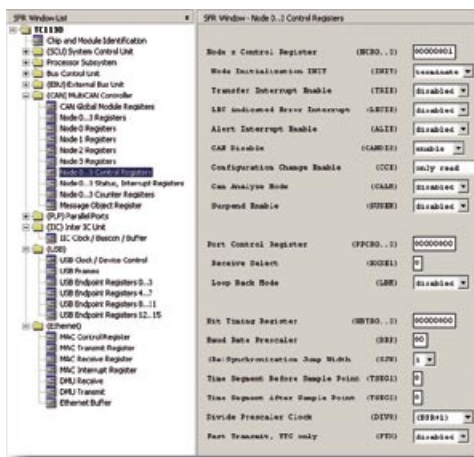 SFR Window List
TC1130
Chip and Module Identification
(SCU) System Control Unit
Processor Subsystem
Bus Control Unit
(EBU) External Bus Unit
(CAN) MultiCAN Controller
CAN Global Module Registers
Node 0...3 Registers
Node 0 Registers
Node 1 Registers
Node 2 Registers
Node 3 Registers
Node 0...3 Control Registers
Node 0...3 Status, Interrupt Registers
Node 0...3 Counter Registers
Message Object Register
(PLP) Parallel Ports
(IIC) Inter IC Unit
IIC Clock / Beacon / Buffer
(USB)
USB Clock / Device Control
USB Frames
USB Endpoint Registers 0...3
USB Endpoint Registers 4...7
USB Endpoint Registers 8...11
USB Endpoint Registers 12...15
(Ethernet)
MAC Control Register
MAC Transmit Register
MAC Receive Register
MAC Interrupt Register
DMU Receive
DMU Transmit
Ethernet Buffer
SFR Window - Node 0...3 Control Registers
Node x Control Register (NCR0..3) 00000001
Node Initialization INIT (INIT) terminate
Transfer Interrupt Enable (TRIE) disabled
LEC indicated Error Interrupt (LECIE) disabled
Alert Interrupt Enable (ALIE) disabled
CAN Disable (CANDIS) enable
Configuration Change Enable (CCE) only read
Can Analyse Mode (CALM) disabled
Suspend Enable (SUSEN) disabled
Port Control Register (NPCR0..3) 00000000
Receive Select (RXSEL) 0
Loop Back Mode (LBM) disabled
Bit Timing Register (NBTR0..3) 00000000
Baud Rate Prescaler (BRP) 00
(Re)Synchronization Jump Width (SJW) 1
Time Segment Before Sample Point (TSEG1) 0
Time Segment After Sample Point (TSEG2) 0
Divide Prescaler Clock (DIV8) (BRP+1)
Fast Transmit, TTC only (FTX) disabled